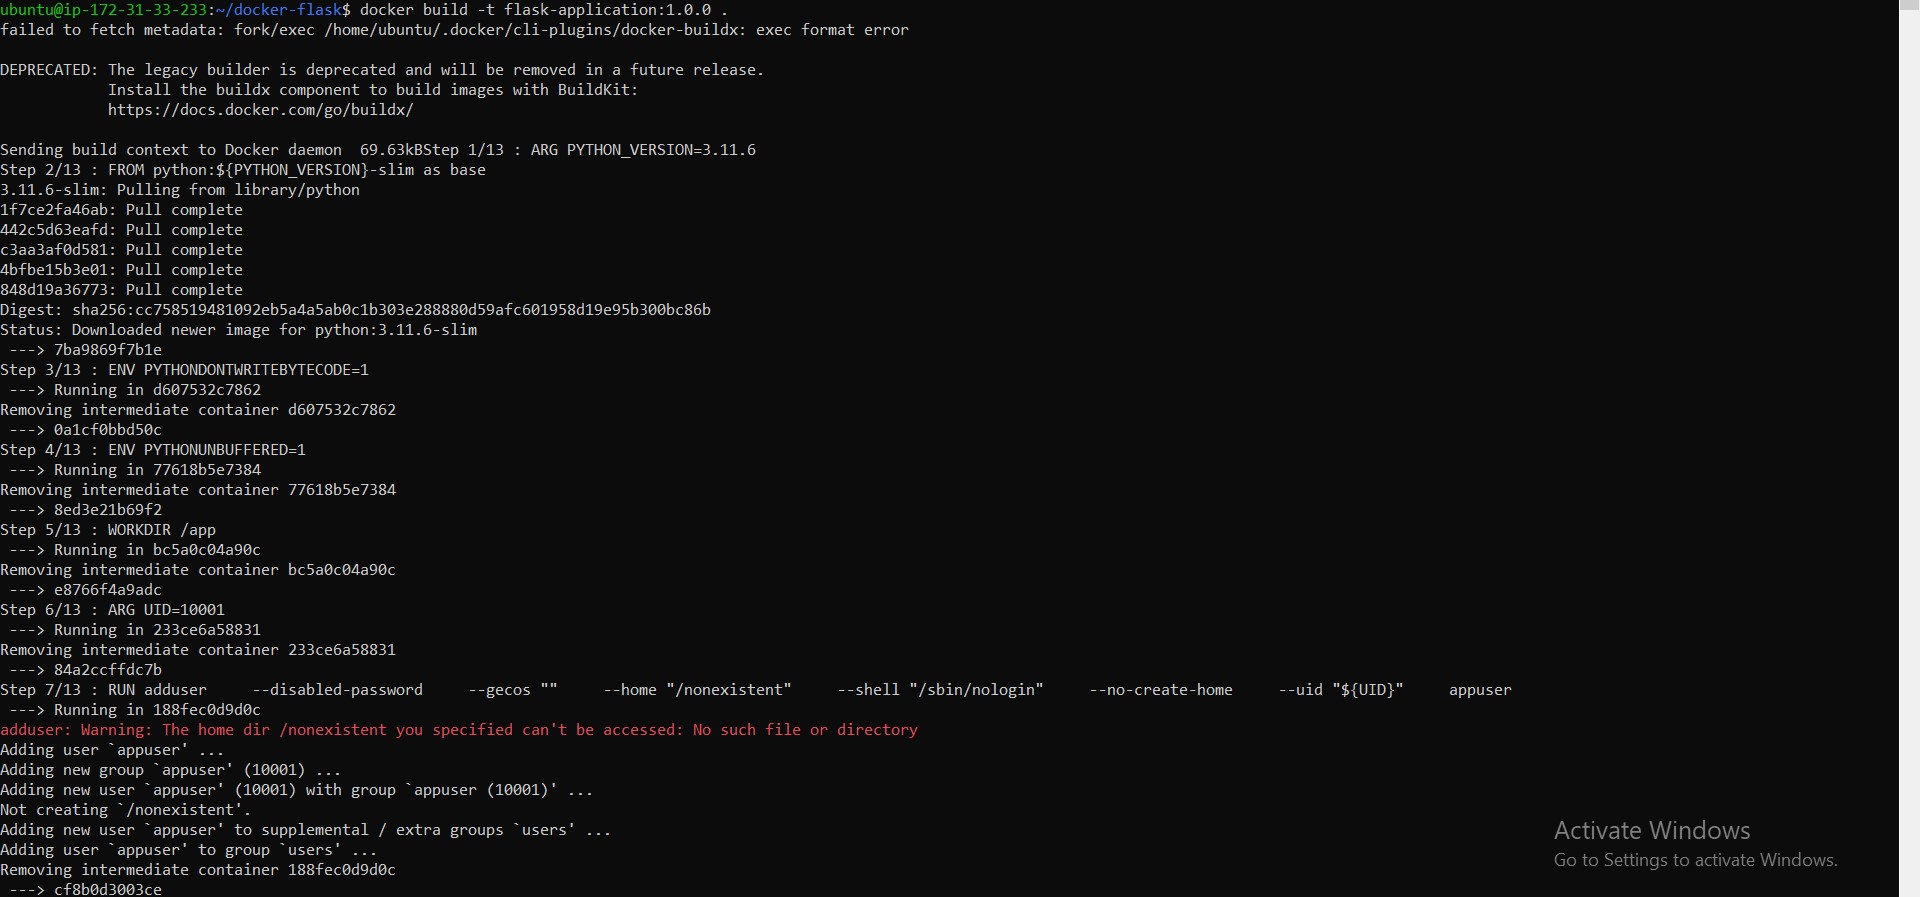 ubuntu@ip-172-31-33-233:~/docker-flask$ docker build -t flask-application:1.0.0 .
failed to fetch metadata: fork/exec /home/ubuntu/.docker/cli-plugins/docker-buildx: exec format error
DEPRECATED: The legacy builder is deprecated and will be removed in a future release.
Install the buildx component to build images with BuildKit:
https://docs.docker.com/go/buildx/
Sending build context to Docker daemon  69.63kBStep 1/13 : ARG PYTHON_VERSION=3.11.6
Step 2/13 : FROM python:${PYTHON_VERSION}-slim as base
3.11.6-slim: Pulling from library/python
1f7ce2fa46ab: Pull complete
442c5d63eafd: Pull complete
c3aa3af0d581: Pull complete
4bfbe15b3e01: Pull complete
848d19a36773: Pull complete
Digest: sha256:cc758519481092eb5a4a5ab0c1b303e288880d59afc601958d19e95b300bc86b
Status: Downloaded newer image for python:3.11.6-slim
---> 7ba9869f7b1e
Step 3/13 : ENV PYTHONDONTWRITEBYTECODE=1
---> Running in d607532c7862
Removing intermediate container d607532c7862
---> 0a1cf0bbd50c
Step 4/13 : ENV PYTHONUNBUFFERED=1
---> Running in 77618b5e7384
Removing intermediate container 77618b5e7384
---> 8ed3e21b69f2
Step 5/13 : WORKDIR /app
---> Running in bc5a0c04a90c
Removing intermediate container bc5a0c04a90c
---> e8766f4a9adc
Step 6/13 : ARG UID=10001
---> Running in 233ce6a58831
Removing intermediate container 233ce6a58831
---> 84a2ccffdc7b
Step 7/13 : RUN adduser     --disabled-password     --gecos ""     --home "/nonexistent"     --shell "/sbin/nologin"     --no-create-home     --uid "${UID}"     appuser
---> Running in 188fec0d9d0c
adduser: Warning: The home dir /nonexistent you specified can't be accessed: No such file or directory
Adding user `appuser' ...
Adding new group `appuser' (10001) ...
Adding new user `appuser' (10001) with group `appuser (10001)' ...
Not creating `/nonexistent'.
Adding new user `appuser' to supplemental / extra groups `users' ...
Adding user `appuser' to group `users' ...
Removing intermediate container 188fec0d9d0c
---> cf8b0d3003ce
Activate Windows
Go to Settings to activate Windows.